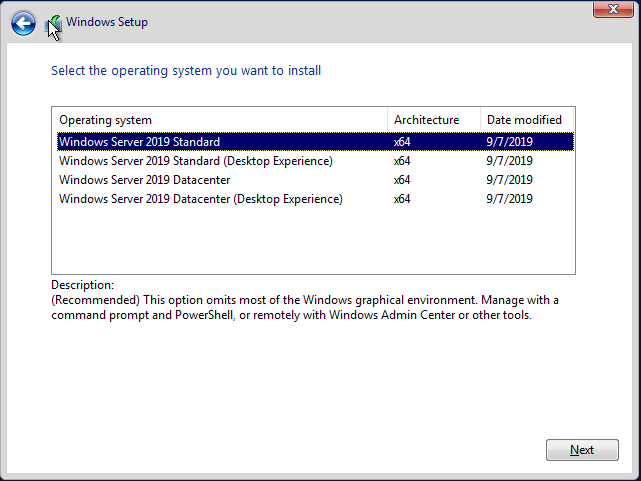 Windows Setup
Select the operating system you want to install
Operating system Architecture Date modified
Windows Server 2019 Standard x64 9/7/2019
Windows Server 2019 Standard (Desktop Experience) x64 9/7/2019
Windows Server 2019 Datacenter x64 9/7/2019
Windows Server 2019 Datacenter (Desktop Experience) x64 9/7/2019
Description:
(Recommended) This option omits most of the Windows graphical environment. Manage with a
command prompt and PowerShell, or remotely with Windows Admin Center or other tools.
Next